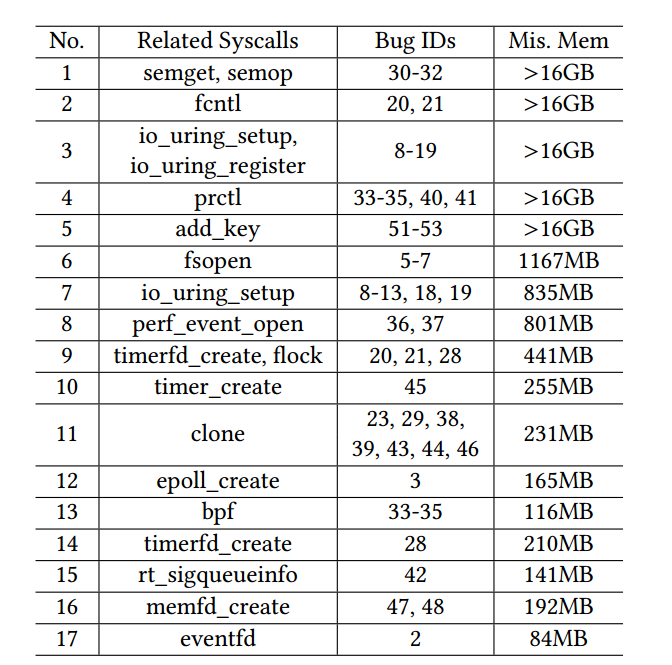 No. Related Syscalls Bug IDs Mis. Mem
1 semget, semop 30-32 >16GB
2 fcntl 20, 21 >16GB
3 io_uring_setup, io_uring_register 8-19 >16GB
4 prctl 33-35, 40, 41 >16GB
5 add_key 51-53 >16GB
6 fsopen 5-7 1167MB
7 io_uring_setup 8-13, 18, 19 835MB
8 perf_event_open 36, 37 801MB
9 timerfd_create, flock 20, 21, 28 441MB
10 timer_create 45 255MB
11 clone 23, 29, 38, 39, 43, 44, 46 231MB
12 epoll_create 3 165MB
13 bpf 33-35 116MB
14 timerfd_create 28 210MB
15 rt_sigqueueinfo 42 141MB
16 memfd_create 47, 48 192MB
17 eventfd 2 84MB